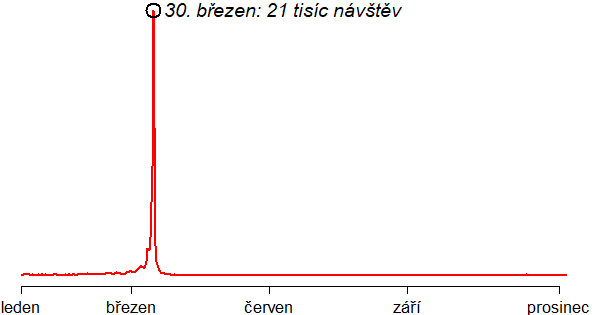 30. březen: 21 tisíc návštěv
leden březen červen září prosinec